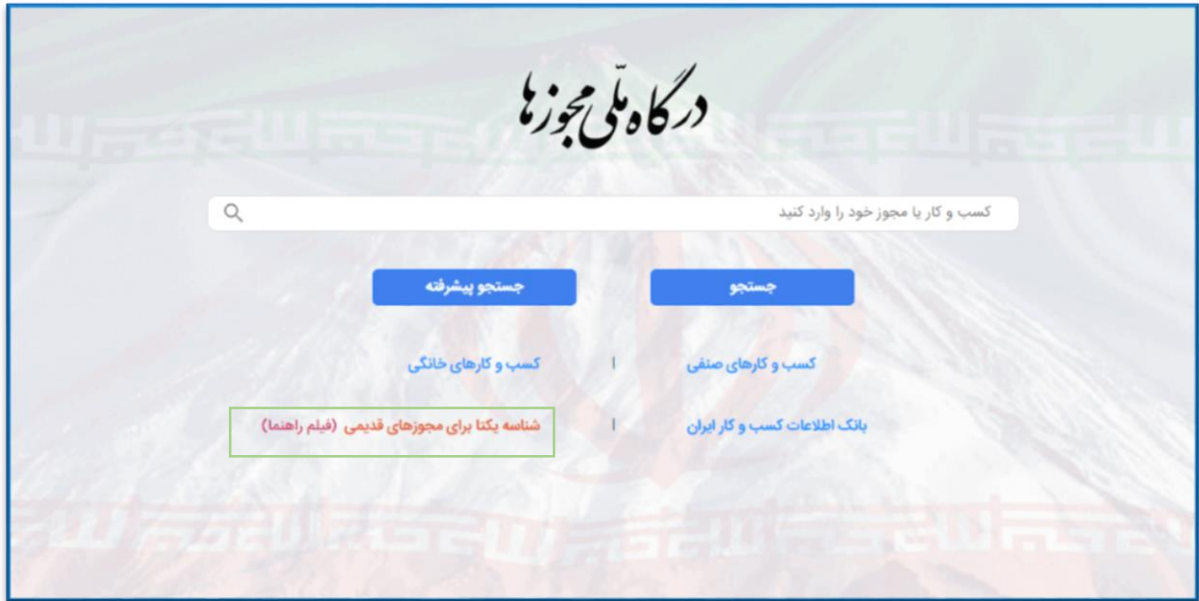 درگاه ملّی مجوزها
کسب و کار یا مجوز خود را وارد کنید
جستجو جستجو پیشرفته
کسب و کارهای صنفی | کسب و کارهای خانگی
بانک اطلاعات کسب و کار ایران | شناسه یکتا برای مجوزهای قدیمی (فیلم راهنما)